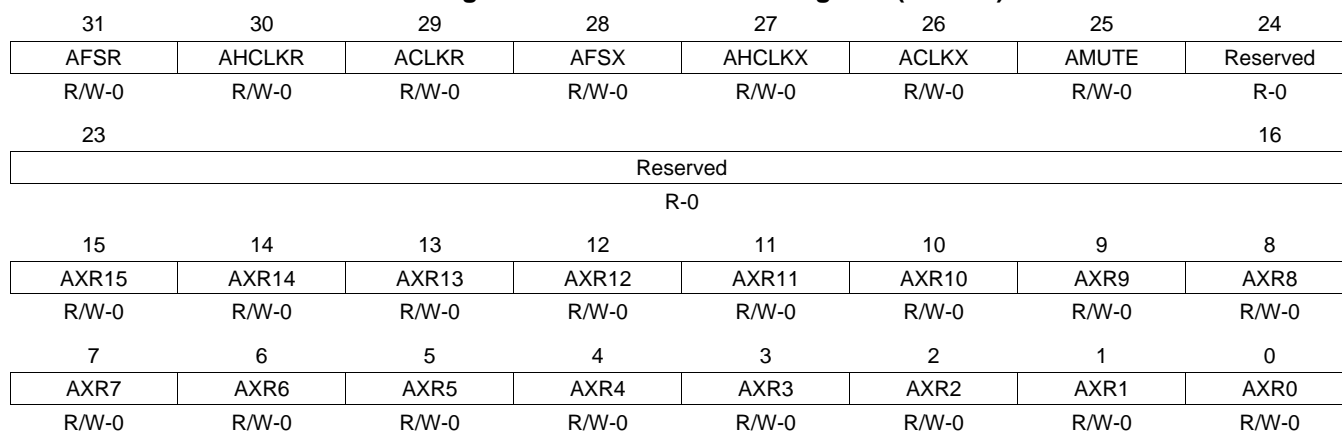 31 30 29 28 27 26 25 24
AFSR AHCLKR ACLKR AFSX AHCLKX ACLKX AMUTE Reserved
R/W-0 R/W-0 R/W-0 R/W-0 R/W-0 R/W-0 R/W-0 R-0
23 16
Reserved
R-0
15 14 13 12 11 10 9 8
AXR15 AXR14 AXR13 AXR12 AXR11 AXR10 AXR9 AXR8
R/W-0 R/W-0 R/W-0 R/W-0 R/W-0 R/W-0 R/W-0 R/W-0
7 6 5 4 3 2 1 0
AXR7 AXR6 AXR5 AXR4 AXR3 AXR2 AXR1 AXR0
R/W-0 R/W-0 R/W-0 R/W-0 R/W-0 R/W-0 R/W-0 R/W-0